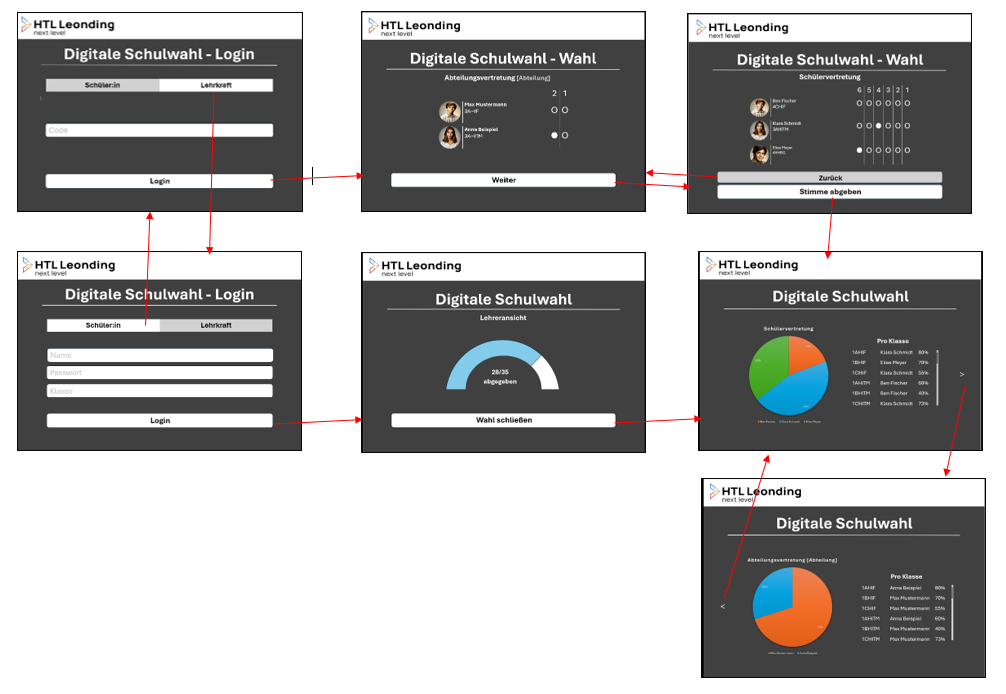 HTL Leonding
next level
Digitale Schulwahl - Login
Schüler:in Lehrkraft
Code
Login
HTL Leonding
next level
Digitale Schulwahl - Wahl
Abteilungsvertretung [Abteilung]
2 1
Max Mustermann
3A-HIF
Anna Beispiel
3A-HITM
Weiter
HTL Leonding
next level
Digitale Schulwahl - Wahl
Schülervertretung
6 5 4 3 2 1
Ben Fischer
4CHIF
Klara Schmidt
3AHITM
Elias Meyer
Zurück
Stimme abgeben
HTL Leonding
next level
Digitale Schulwahl - Login
Schüler:in Lehrkraft
Name
Passwort
Klasse
Login
HTL Leonding
next level
Digitale Schulwahl
Lehreransicht
28/35
abgegeben
Wahl schließen
HTL Leonding
next level
Digitale Schulwahl
Schülervertretung
Pro Klasse
1AHIF Klara Schmidt 80%
1BHIF Elias Meyer 70%
1CHIF Klara Schmidt 55%
1AHITM Ben Fischer 60%
1BHITM Ben Fischer 40%
1CHITM Klara Schmidt 73%
>
HTL Leonding
next level
Digitale Schulwahl
Abteilungsvertretung [Abteilung]
Pro Klasse
1AHIF Anna Beispiel 80%
1BHIF Max Mustermann 70%
1CHIF Max Mustermann 55%
1AHITM Anna Beispiel 60%
1BHITM Max Mustermann 40%
1CHITM Max Mustermann 73%
<